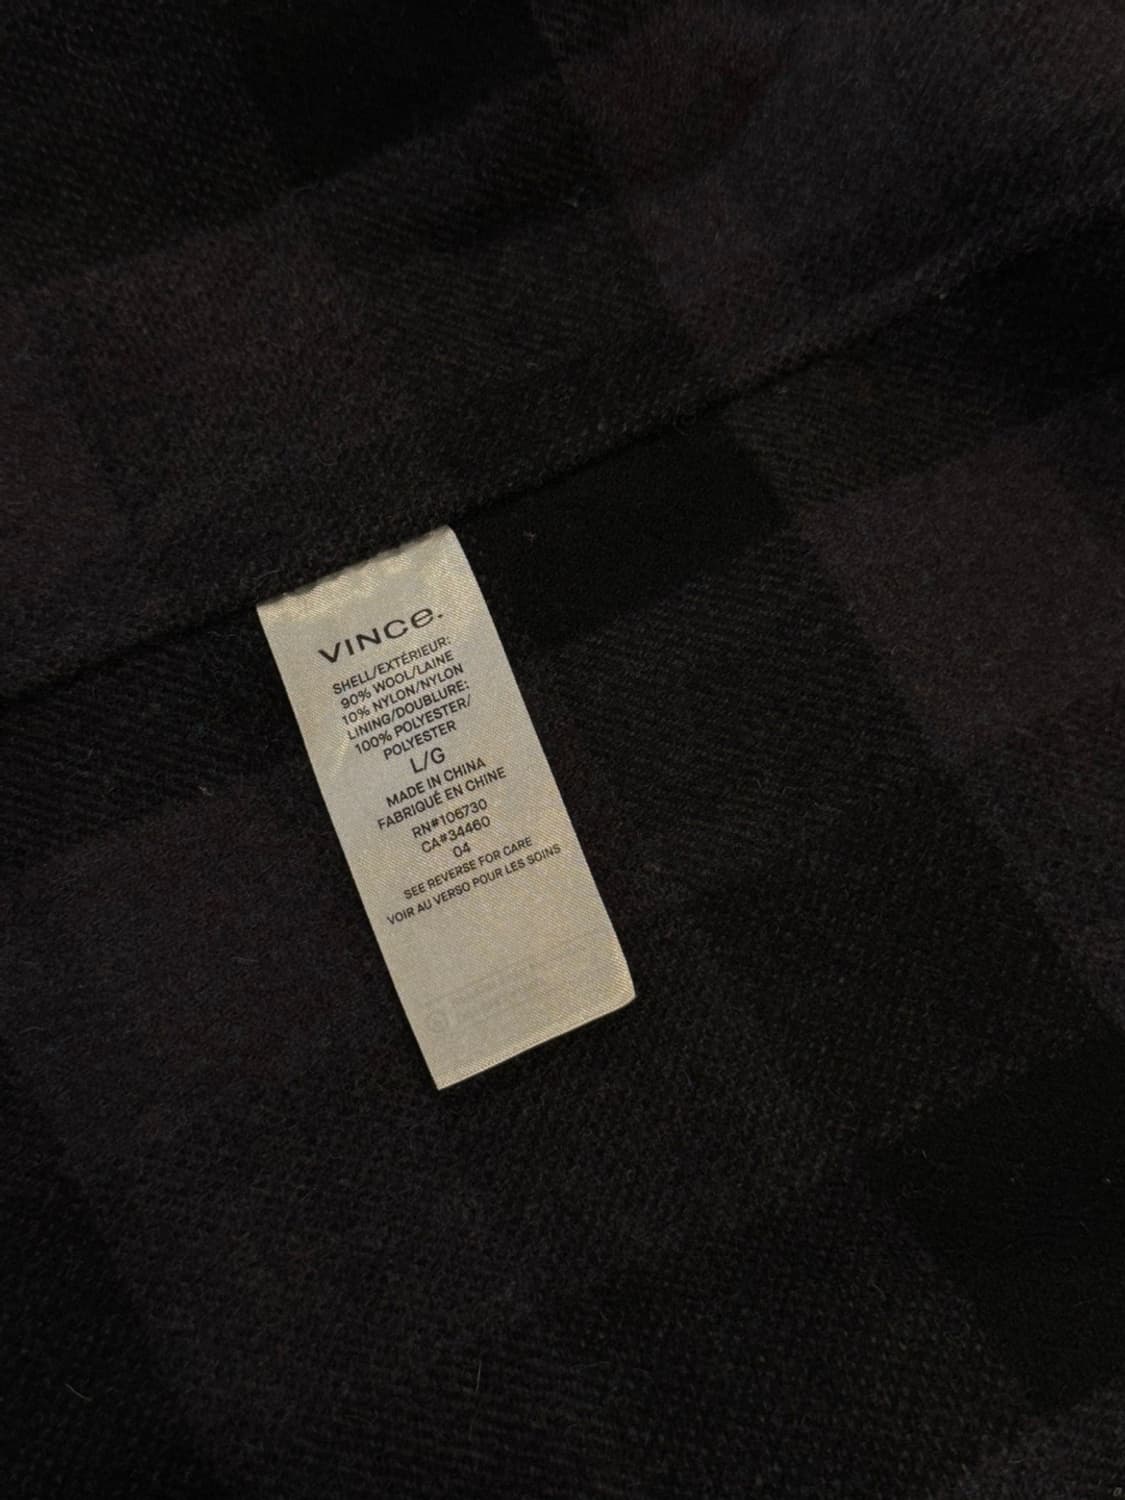 VINCE.
SHELL/EXTÉRIEUR:
90% WOOL/LAINE
10% NYLON/NYLON
LINING/DOUBLURE:
100% POLYESTER/
POLYESTER
L/G
MADE IN CHINA
FABRIQUÉ EN CHINE
RN#106730
CA#34460
04
SEE REVERSE FOR CARE
VOIR AU VERSO POUR LES SOINS